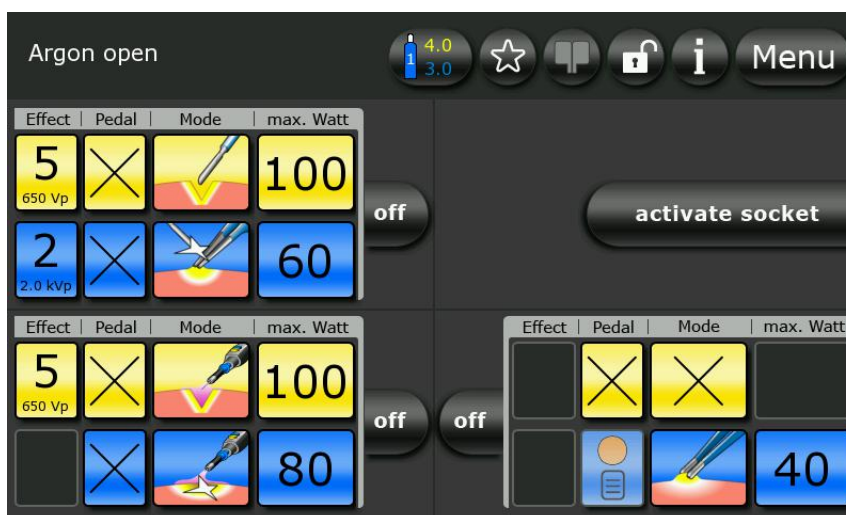 Argon open
1 4.0
3.0
i
Menu
Effect | Pedal | Mode | max. Watt
5
650 Vp
100
off
activate socket
2
2.0 kVp
60
Effect | Pedal | Mode | max. Watt
5
650 Vp
100
off
80
Effect | Pedal | Mode | max. Watt
off
40